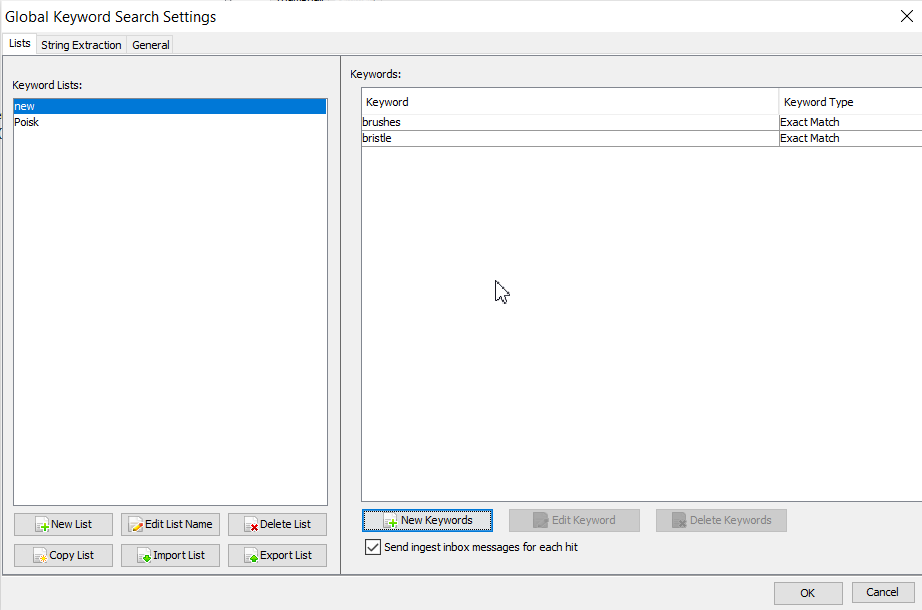 Global Keyword Search Settings
Lists String Extraction General
Keyword Lists:
new
Poisk
Keywords:
Keyword Keyword Type
brushes Exact Match
bristle Exact Match
New List Edit List Name Delete List
Copy List Import List Export List
New Keywords Edit Keyword Delete Keywords
Send ingest inbox messages for each hit
OK Cancel